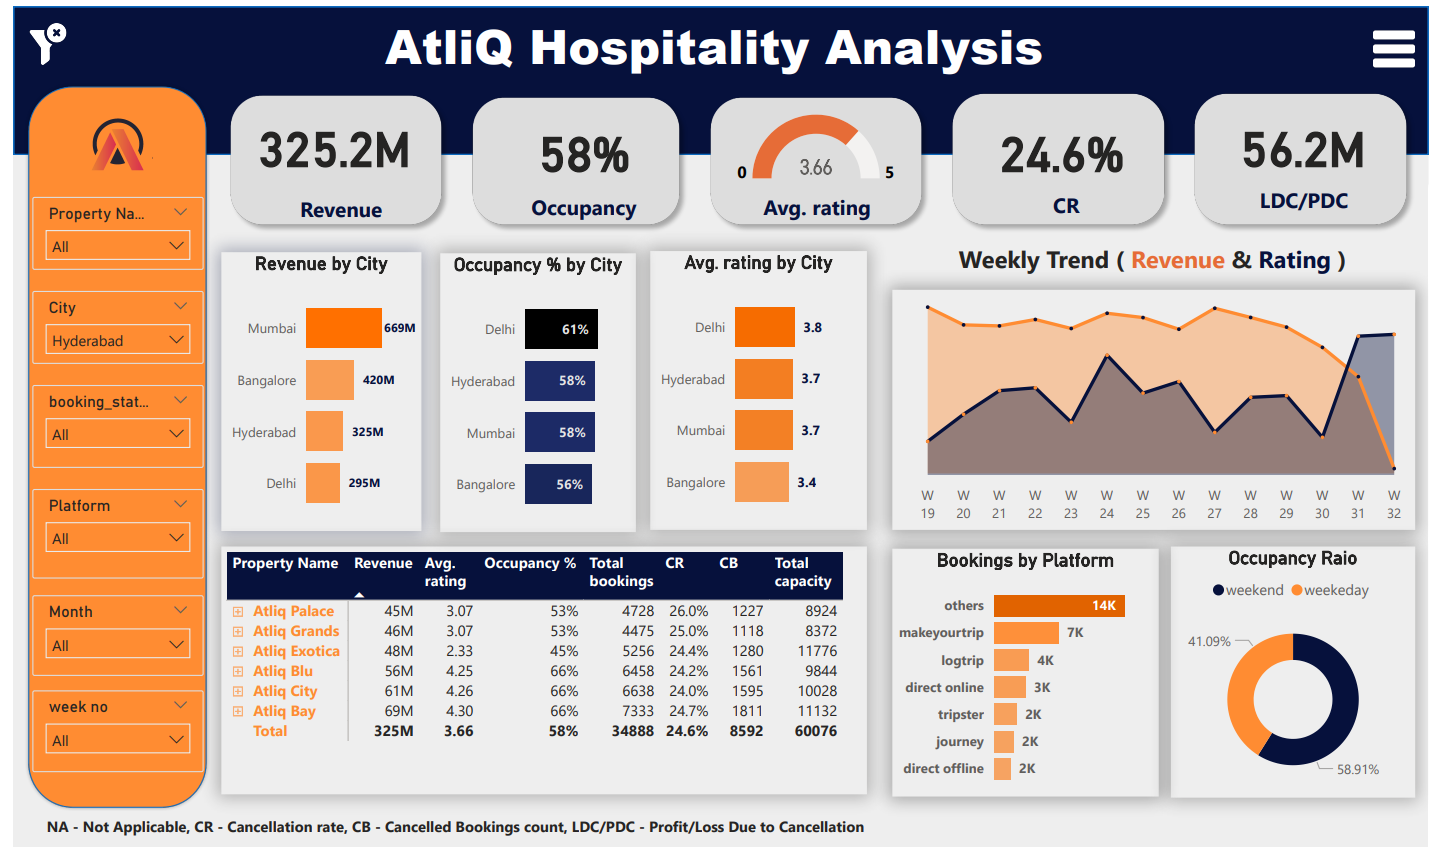 AtliQ Hospitality Analysis
325.2M
Revenue
58%
Occupancy
0
3.66
5
Avg. rating
24.6%
CR
56.2M
LDC/PDC
Property Na...
All
City
Hyderabad
booking_stat...
All
Platform
All
Month
All
week no
All
Revenue by City
Mumbai 669M
Bangalore 420M
Hyderabad 325M
Delhi 295M
Occupancy % by City
Delhi 61%
Hyderabad 58%
Mumbai 58%
Bangalore 56%
Avg. rating by City
Delhi 3.8
Hyderabad 3.7
Mumbai 3.7
Bangalore 3.4
Weekly Trend ( Revenue & Rating )
W W W W W W W W W W W W W W
19 20 21 22 23 24 25 26 27 28 29 30 31 32
Property Name Revenue Avg. Occupancy % Total CR CB Total
rating bookings capacity
Atliq Palace 45M 3.07 53% 4728 26.0% 1227 8924
Atliq Grands 46M 3.07 53% 4475 25.0% 1118 8372
Atliq Exotica 48M 2.33 45% 5256 24.4% 1280 11776
Atliq Blu 56M 4.25 66% 6458 24.2% 1561 9844
Atliq City 61M 4.26 66% 6638 24.0% 1595 10028
Atliq Bay 69M 4.30 66% 7333 24.7% 1811 11132
Total 325M 3.66 58% 34888 24.6% 8592 60076
Bookings by Platform
others 14K
makeyourtrip 7K
logtrip 4K
direct online 3K
tripster 2K
journey 2K
direct offline 2K
Occupancy Raio
weekend weekeday
41.09%
58.91%
NA - Not Applicable, CR - Cancellation rate, CB - Cancelled Bookings count, LDC/PDC - Profit/Loss Due to Cancellation